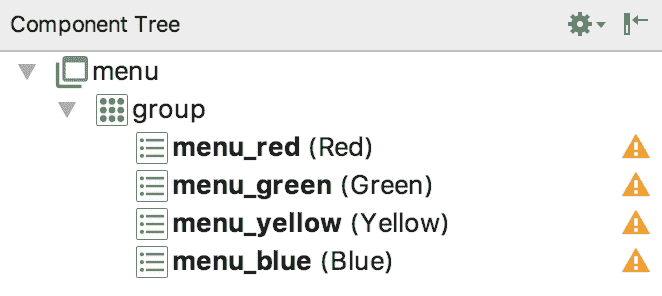 Component Tree
menu
group
menu_red (Red)
menu_green (Green)
menu_yellow (Yellow)
menu_blue (Blue)